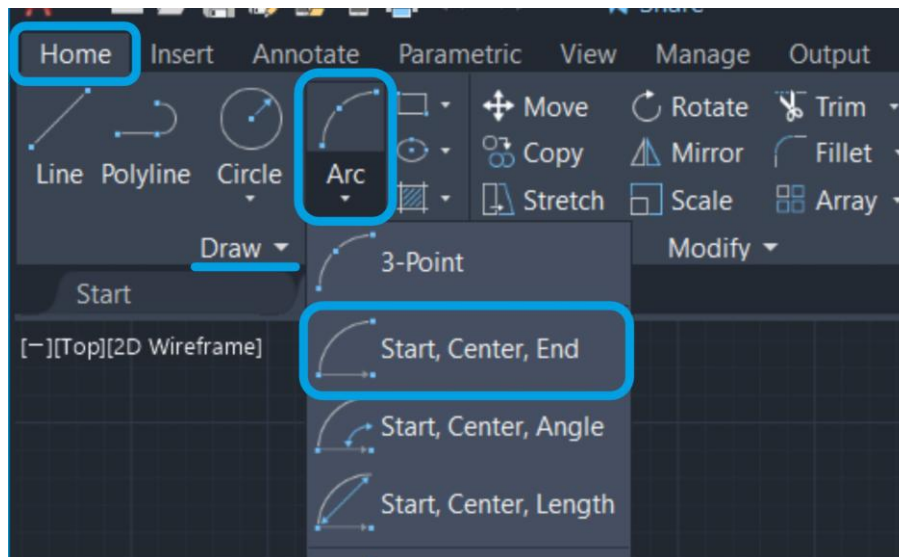 Share
Home Insert Annotate Parametric View Manage Output
Move Rotate Trim
Copy Mirror Fillet
Line Polyline Circle Arc
Stretch Scale Array
Draw Modify
3-Point
Start
Start, Center, End
[−][Top][2D Wireframe]
Start, Center, Angle
Start, Center, Length